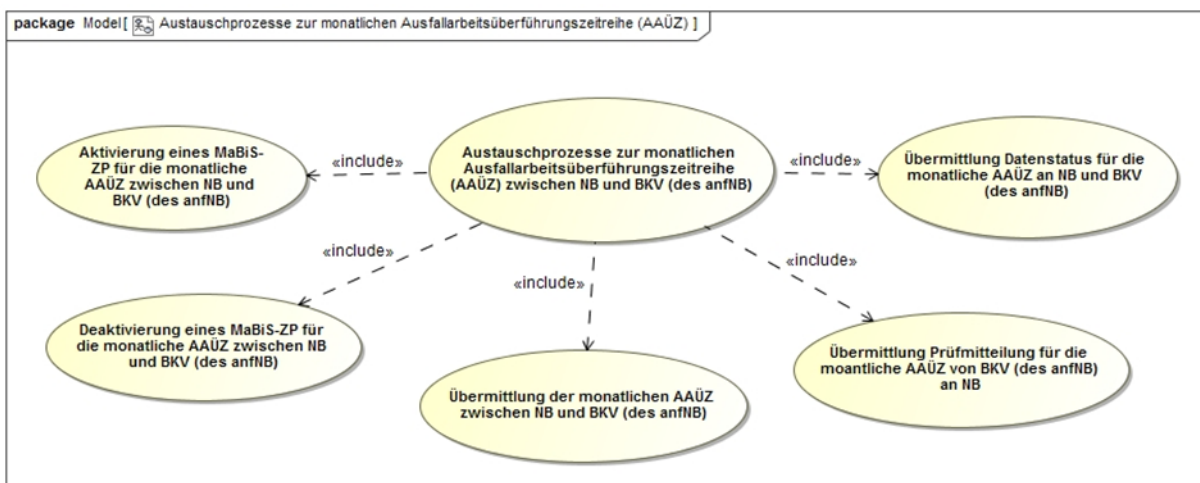 package Model[ Austauschprozesse zur monatlichen Ausfallarbeitsüberführungszeitreihe (AAÜZ) ]
Aktivierung eines MaBiS-
ZP für die monatliche
AAÜZ zwischen NB und
BKV (des anfNB)
«include»
Austauschprozesse zur monatlichen
Ausfallarbeitsüberführungszeitreihe
(AAÜZ) zwischen NB und BKV (des anfNB)
«include»
Übermittlung Datenstatus für die
monatliche AAÜZ an NB und BKV
(des anfNB)
«include»
«include»
«include»
Deaktivierung eines MaBiS-ZP für
die monatliche AAÜZ zwischen NB
und BKV (des anfNB)
Übermittlung der monatlichen AAÜZ
zwischen NB und BKV (des anfNB)
Übermittlung Prüfmitteilung für die
moantliche AAÜZ von BKV (des anfNB)
an NB